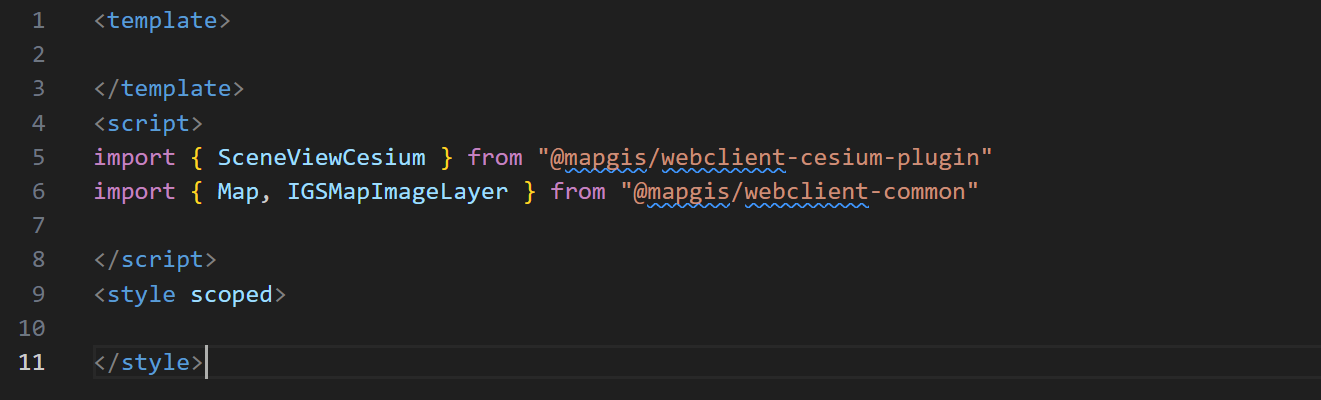 1 <template>
2
3 </template>
4 <script>
5 import { SceneViewCesium } from "@mapgis/webclient-cesium-plugin"
6 import { Map, IGSMapImageLayer } from "@mapgis/webclient-common"
7
8 </script>
9 <style scoped>
10
11 </style>